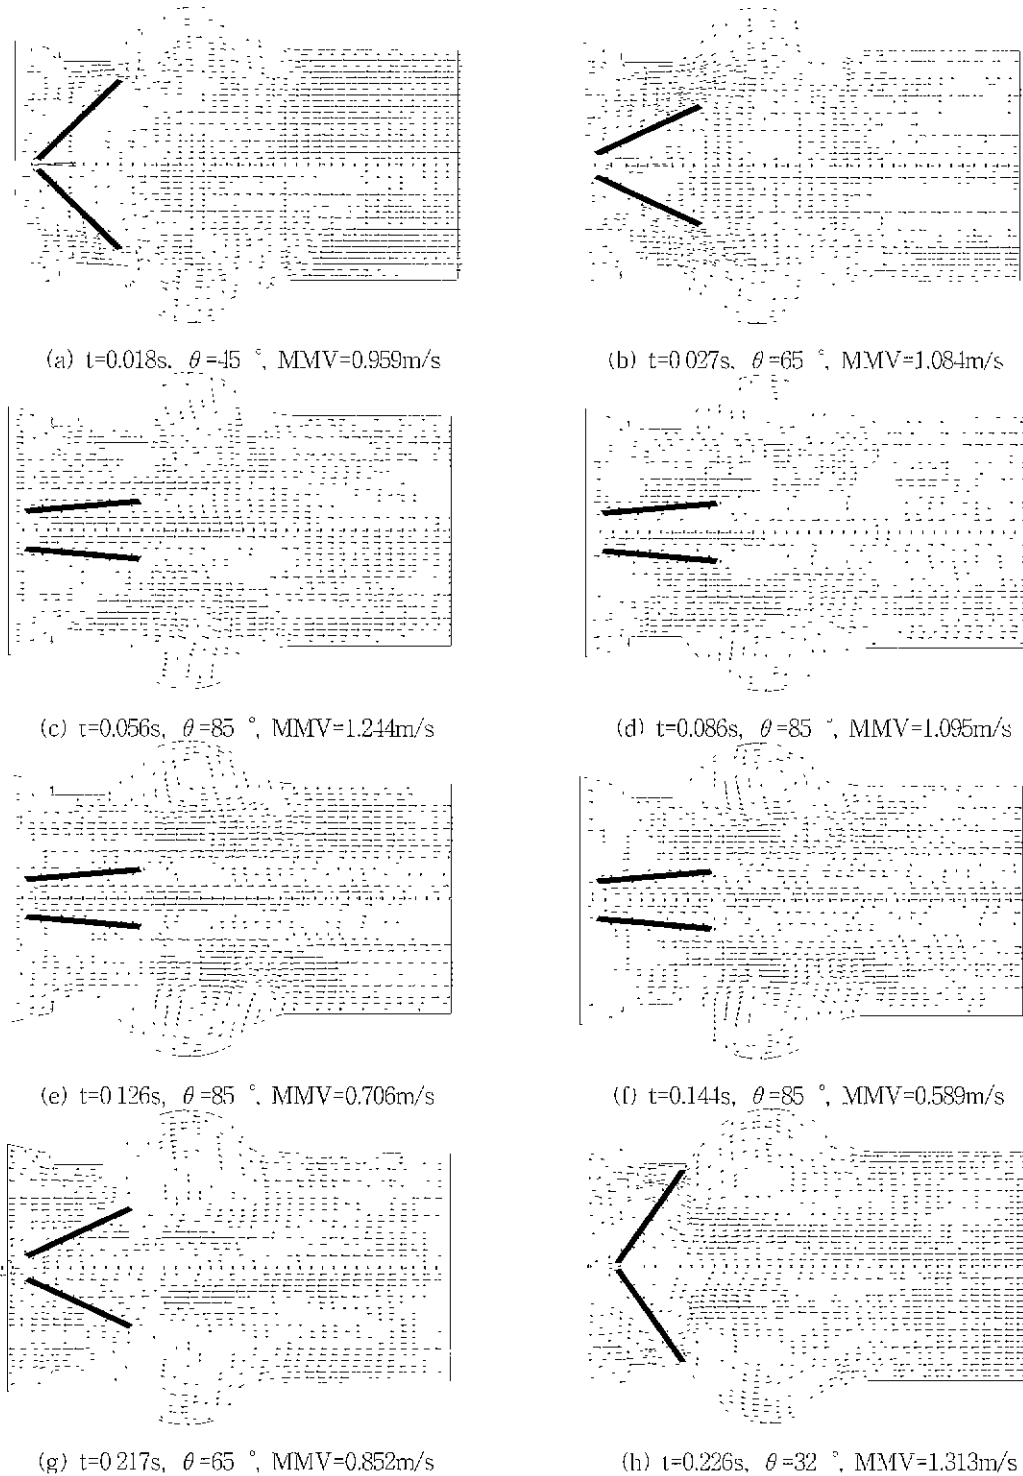 (a) t=0.018s, θ=45 °, MMV=0.959m/s
(b) t=0.027s, θ=65 °, MMV=1.084m/s
(c) t=0.056s, θ=85 °, MMV=1.244m/s
(d) t=0.086s, θ=85 °, MMV=1.095m/s
(e) t=0.126s, θ=85 °, MMV=0.706m/s
(f) t=0.144s, θ=85 °, MMV=0.589m/s
(g) t=0.217s, θ=65 °, MMV=0.852m/s
(h) t=0.226s, θ=32 °, MMV=1.313m/s